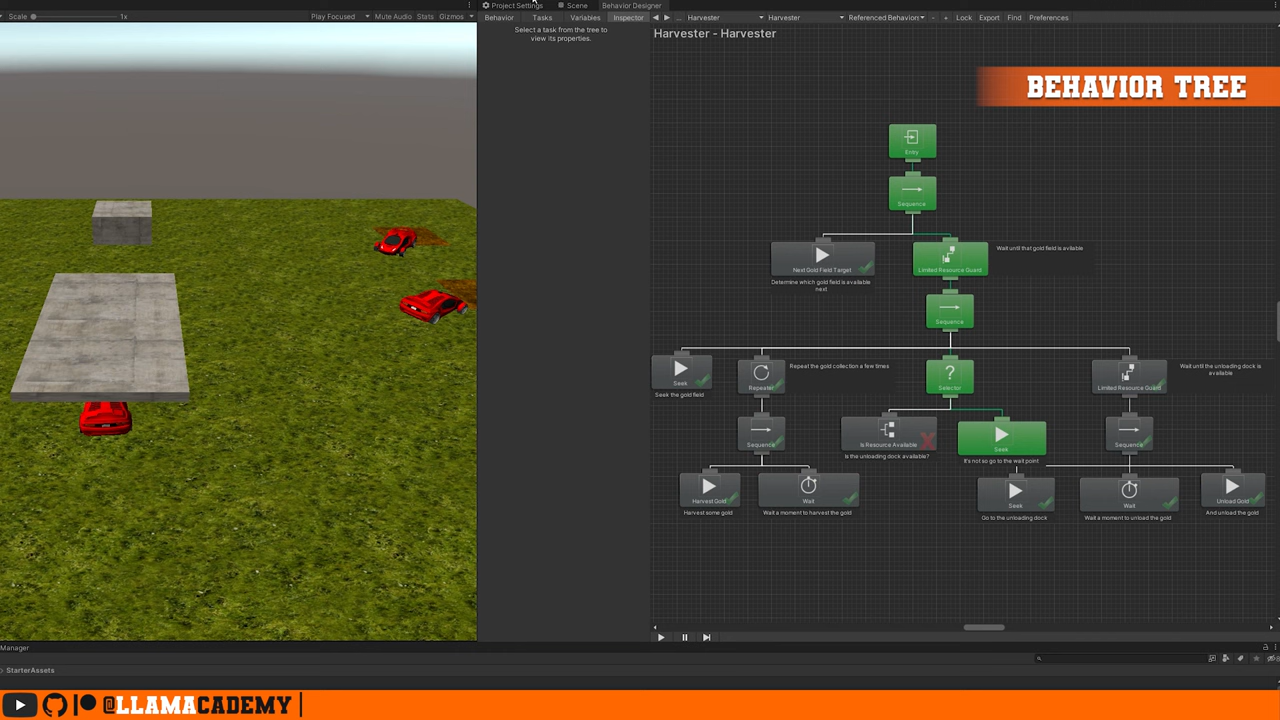 Scale
1x
Play Focused
Mute Audio
Stats
Gizmos
Project Settings
Scene
Behavior Designer
Behavior
Tasks
Variables
Inspector
...
Harvester
Harvester
Referenced Behaviors
-
+
Lock
Export
Find
Preferences
Select a task from the tree to
view its properties.
Harvester - Harvester
BEHAVIOR TREE
Entry
Sequence
Next Gold Field Target
Determine which gold field is available
next
Limited Resource Guard
Wait until that gold field is avilable
Sequence
Seek
Seek the gold field
Repeater
Repeat the gold collection a few times
Selector
Limited Resource Guard
Wait until the unloading dock is
available
Sequence
Is Resource Available
Is the unloading dock available?
Seek
It's not so go to the wait point
Sequence
Harvest Gold
Harvest some gold
Wait
Wait a moment to harvest the gold
Seek
Go to the unloading dock
Wait
Wait a moment to unload the gold
Unload Gold
And unload the gold
Manager
StarterAssets
@LLAMACADEMY